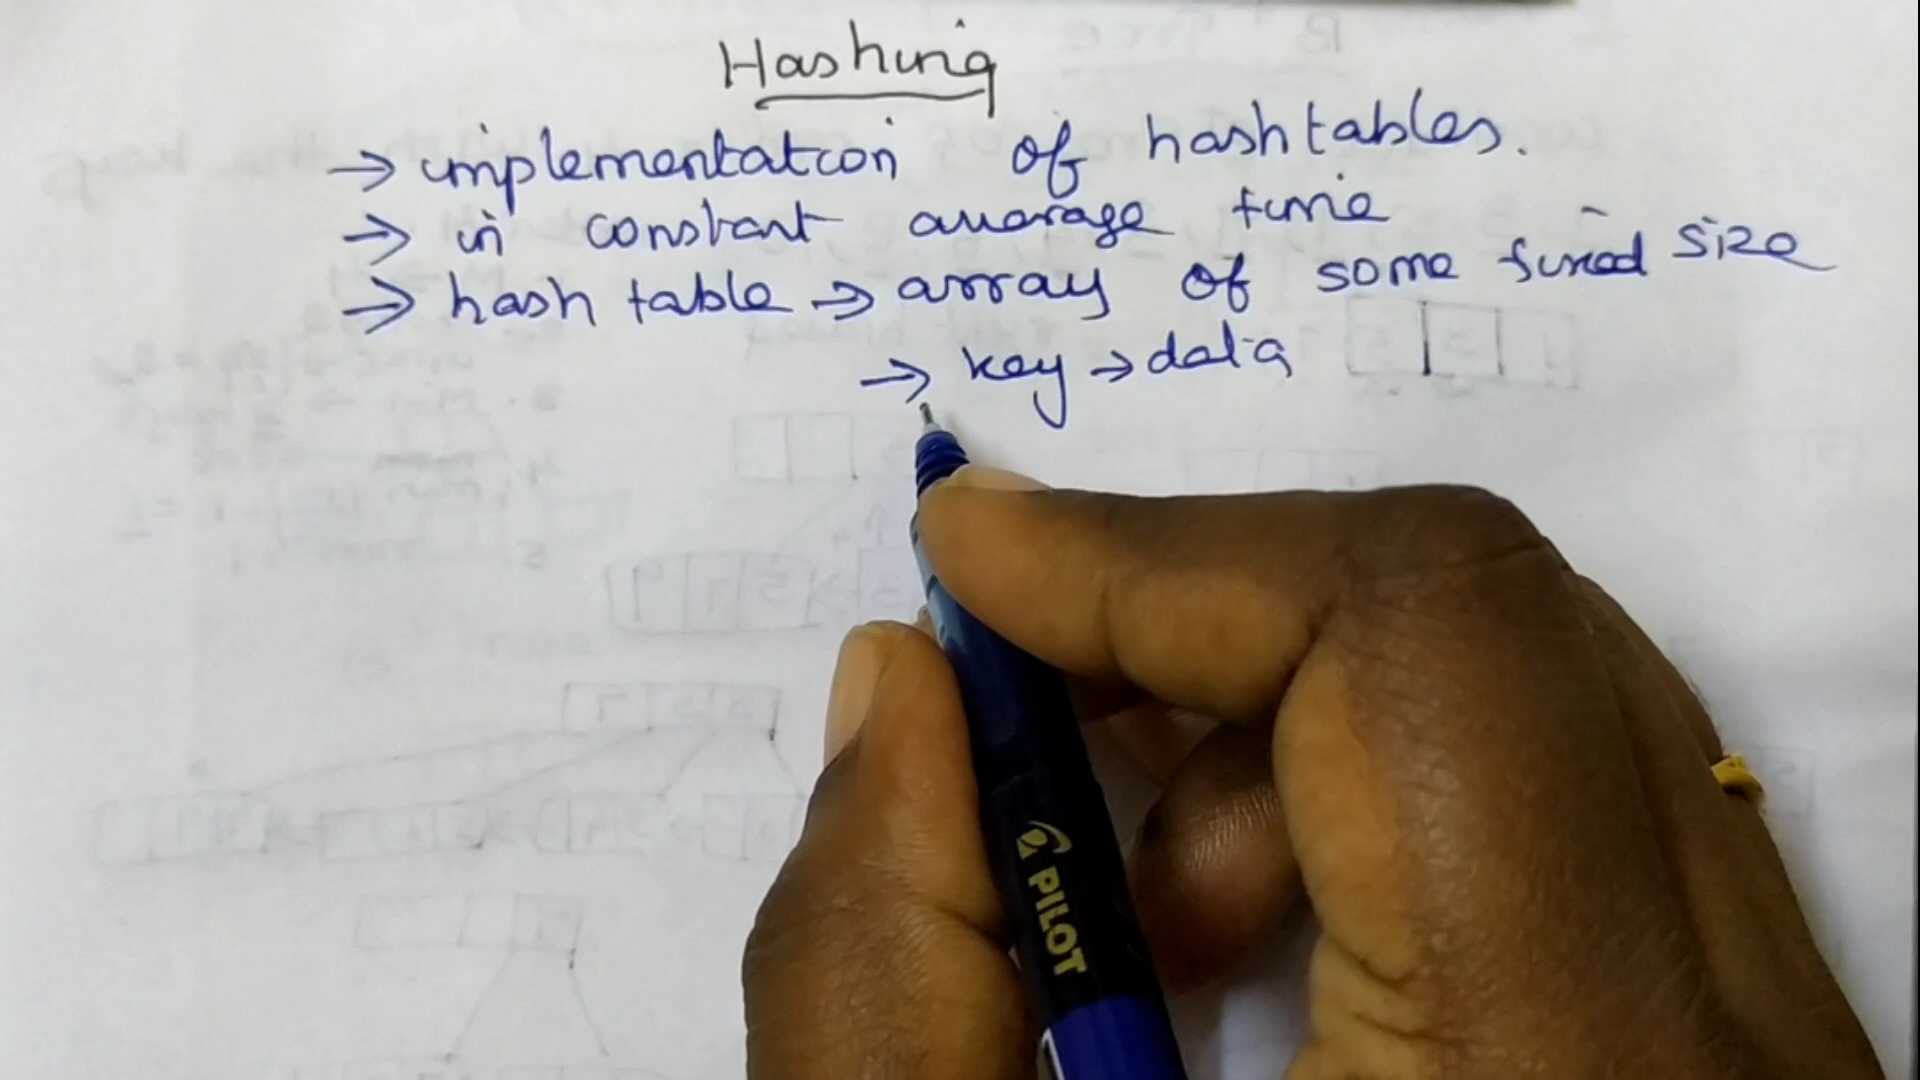 Hashing
→ implementation of hashtables.
→ in constant average time
→ hash table → array of some fixed size
→ key → data
PILOT